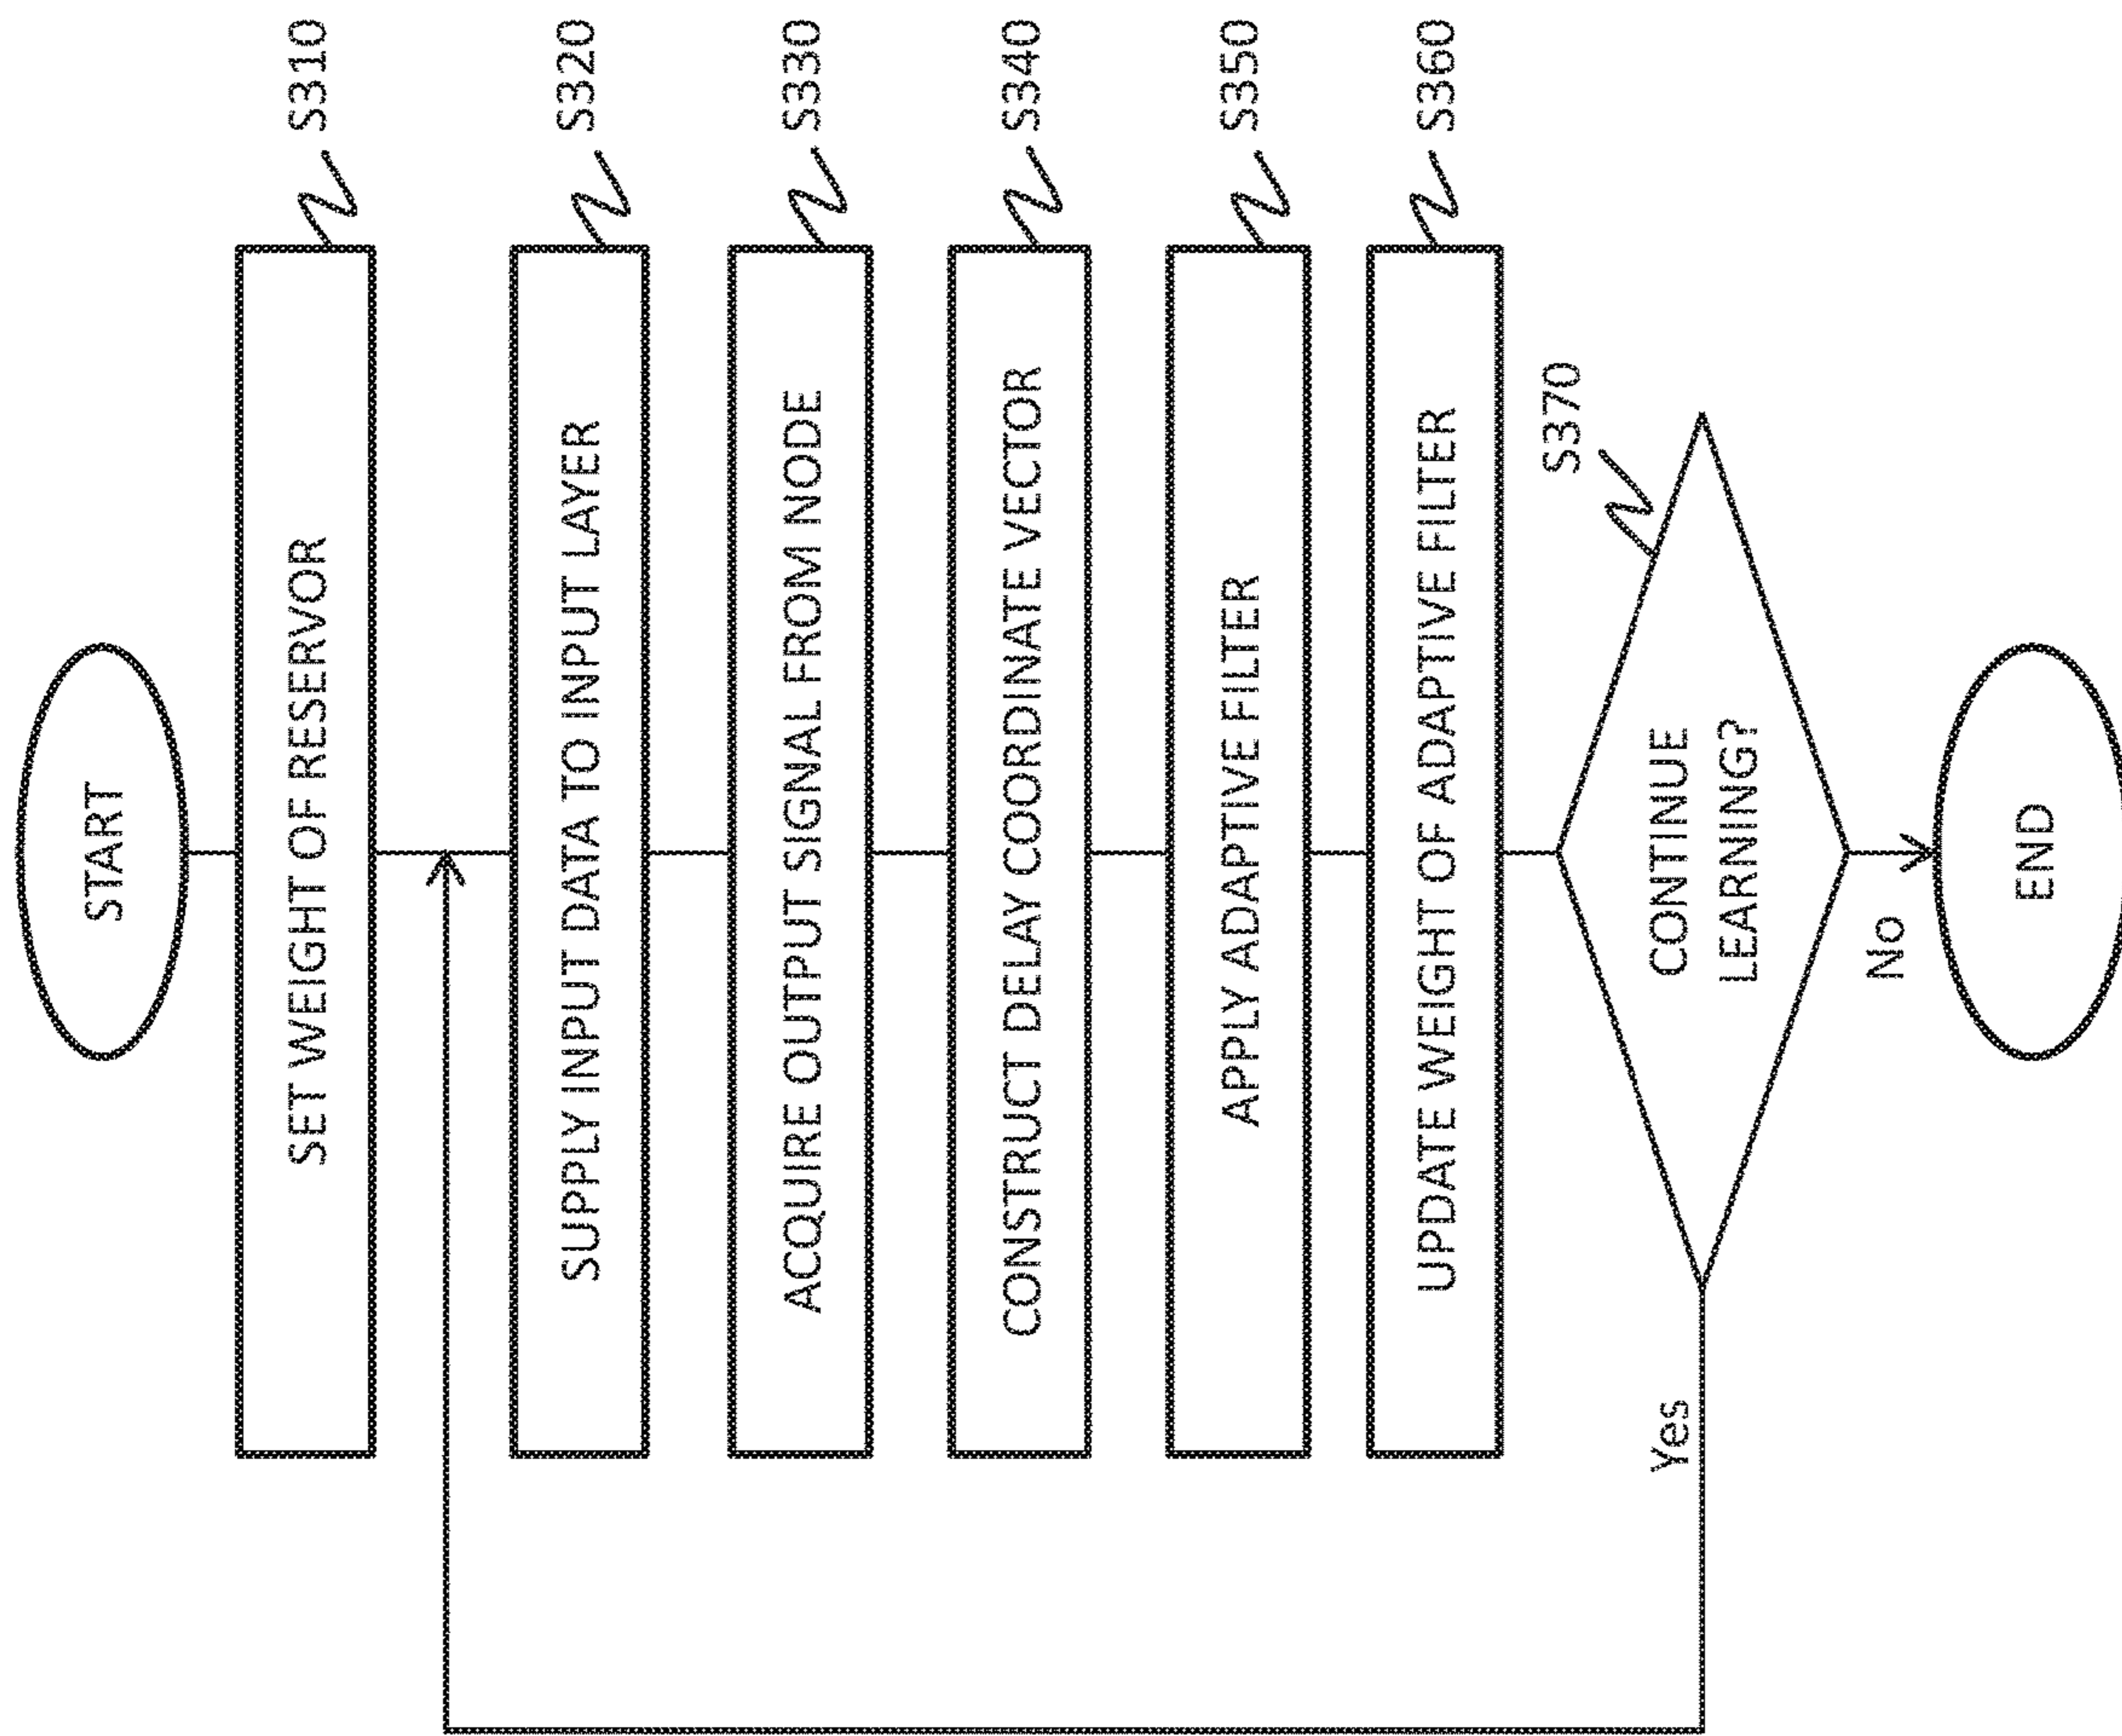 START
SET WEIGHT OF RESERVOR
S310
SUPPLY INPUT DATA TO INPUT LAYER
S320
ACQUIRE OUTPUT SIGNAL FROM NODE
S330
CONSTRUCT DELAY COORDINATE VECTOR
S340
APPLY ADAPTIVE FILTER
S350
UPDATE WEIGHT OF ADAPTIVE FILTER
S360
S370
CONTINUE
LEARNING?
Yes
No
END